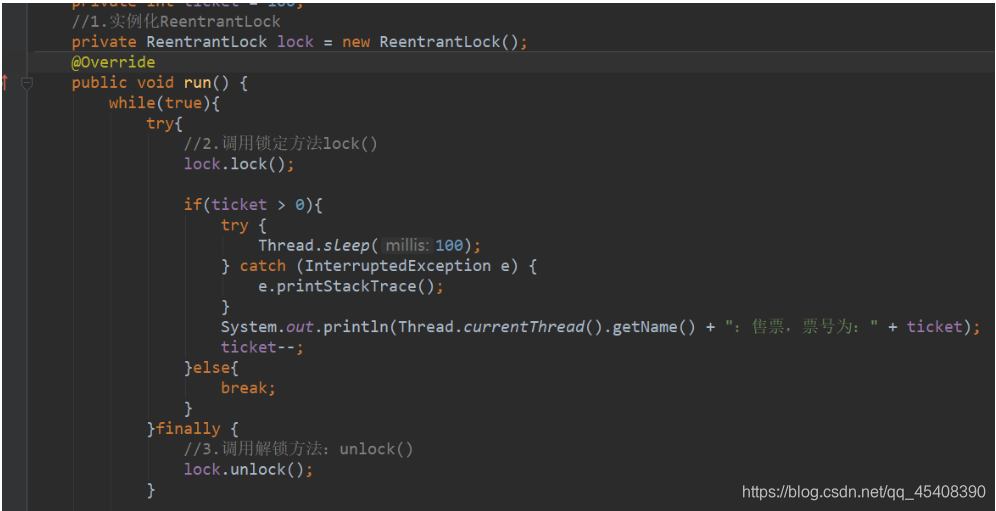 private int ticket = 100;
//1.实例化ReentrantLock
private ReentrantLock lock = new ReentrantLock();
@Override
public void run() {
while(true){
try{
//2.调用锁定方法lock()
lock.lock();
if(ticket > 0){
try {
Thread.sleep( millis: 100);
} catch (InterruptedException e) {
e.printStackTrace();
}
System.out.println(Thread.currentThread().getName() + "：售票，票号为：" + ticket);
ticket--;
}else{
break;
}
}finally {
//3.调用解锁方法：unlock()
lock.unlock();
}
https://blog.csdn.net/qq_45408390